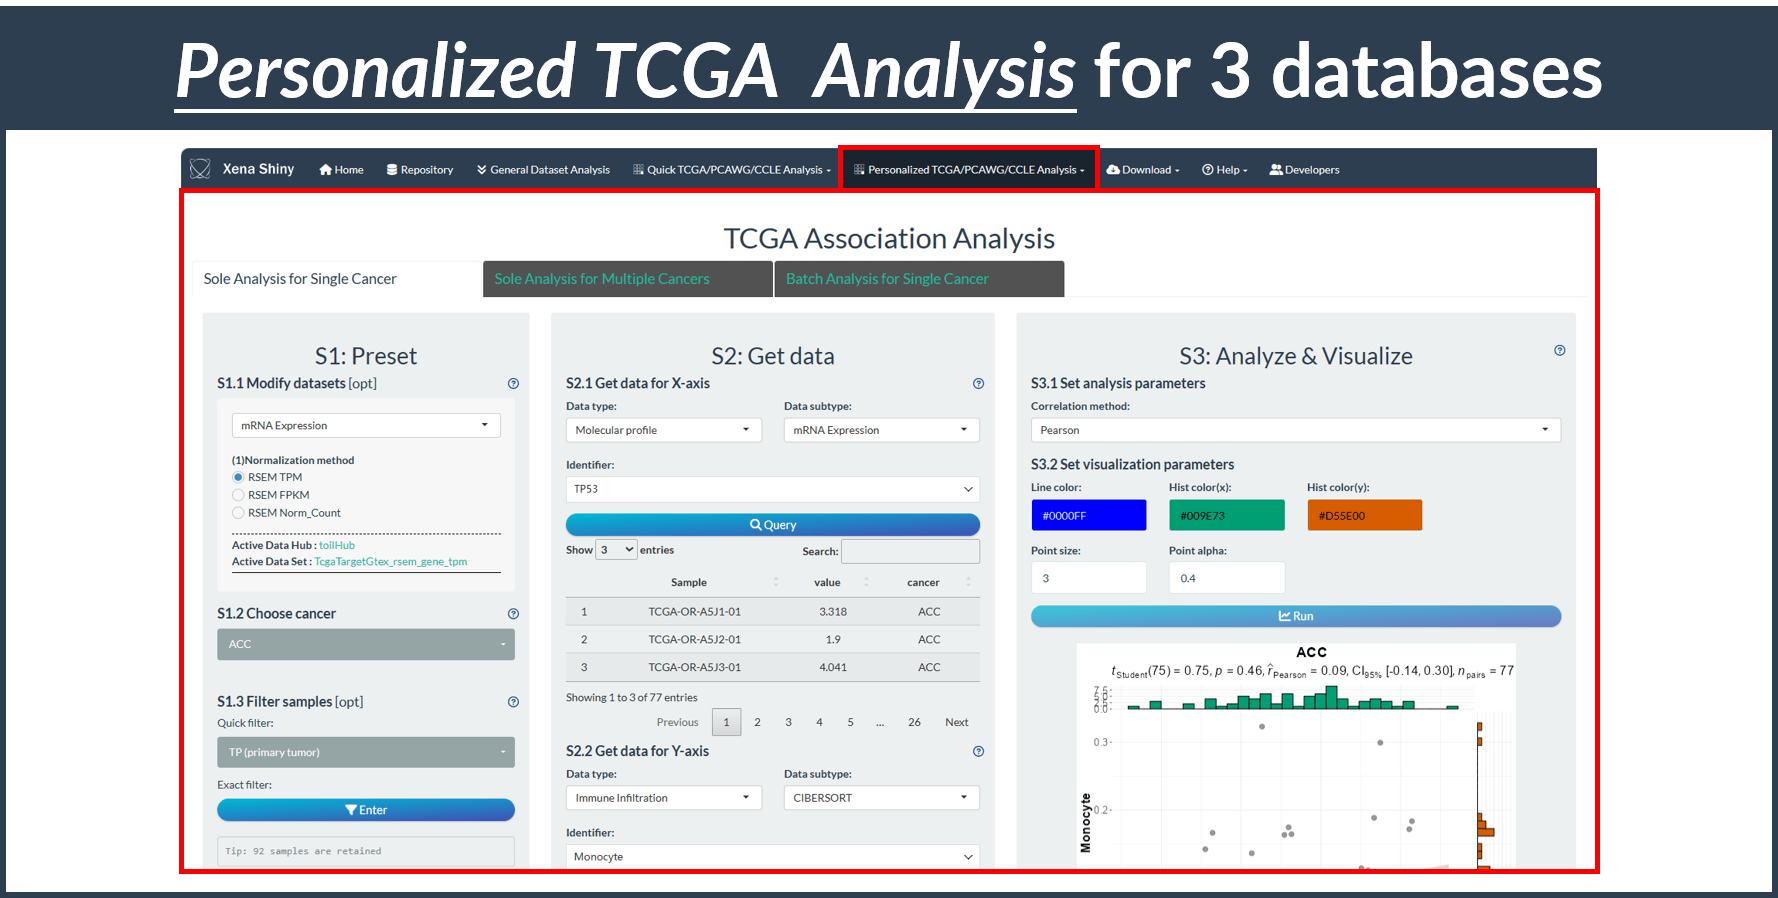 Personalized TCGA Analysis for 3 databases
Xena Shiny Home Repository General Dataset Analysis Quick TCGA/PCAWG/CCLE Analysis Personalized TCGA/PCAWG/CCLE Analysis Download Help Developers
TCGA Association Analysis
Sole Analysis for Single Cancer Sole Analysis for Multiple Cancers Batch Analysis for Single Cancer
S1: Preset
S1.1 Modify datasets [opt]
mRNA Expression
(1)Normalization method
RSEM TPM
RSEM FPKM
RSEM Norm_Count
Active Data Hub : toilHub
Active Data Set : TcgaTargetGtex_rsem_gene_tpm
S1.2 Choose cancer
ACC
S1.3 Filter samples [opt]
Quick filter:
TP (primary tumor)
Exact filter:
Enter
Tip: 92 samples are retained
S2: Get data
S2.1 Get data for X-axis
Data type: Data subtype:
Molecular profile mRNA Expression
Identifier:
TP53
Query
Show 3 entries Search:
Sample value cancer
1 TCGA-OR-A5J1-01 3.318 ACC
2 TCGA-OR-A5J2-01 1.9 ACC
3 TCGA-OR-A5J3-01 4.041 ACC
Showing 1 to 3 of 77 entries
Previous 1 2 3 4 5 ... 26 Next
S2.2 Get data for Y-axis
Data type: Data subtype:
Immune Infiltration CIBERSORT
Identifier:
Monocyte
S3: Analyze & Visualize
S3.1 Set analysis parameters
Correlation method:
Pearson
S3.2 Set visualization parameters
Line color: Hist color(x): Hist color(y):
#0000FF #009E73 #D55E00
Point size: Point alpha:
3 0.4
Run
ACC
tStudent(75) = 0.75, p = 0.46, r̂Pearson = 0.09, CI95% [-0.14, 0.30], npairs = 77
7.5
5.0
2.5
0.0
0.3
0.2
Monocyte